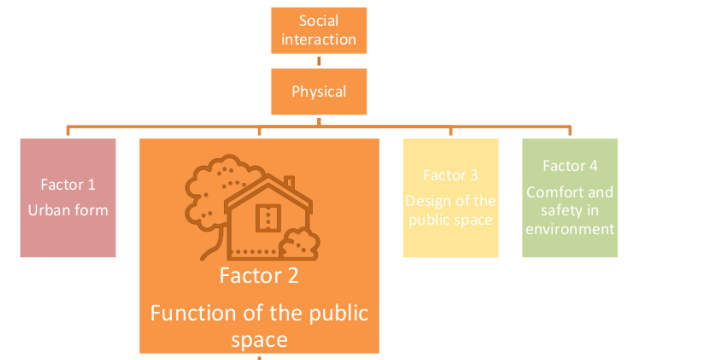 Social
interaction
Physical
Factor 1
Urban form
Factor 2
Function of the public
space
Factor 3
Design of the
public space
Factor 4
Comfort and
safety in
environment